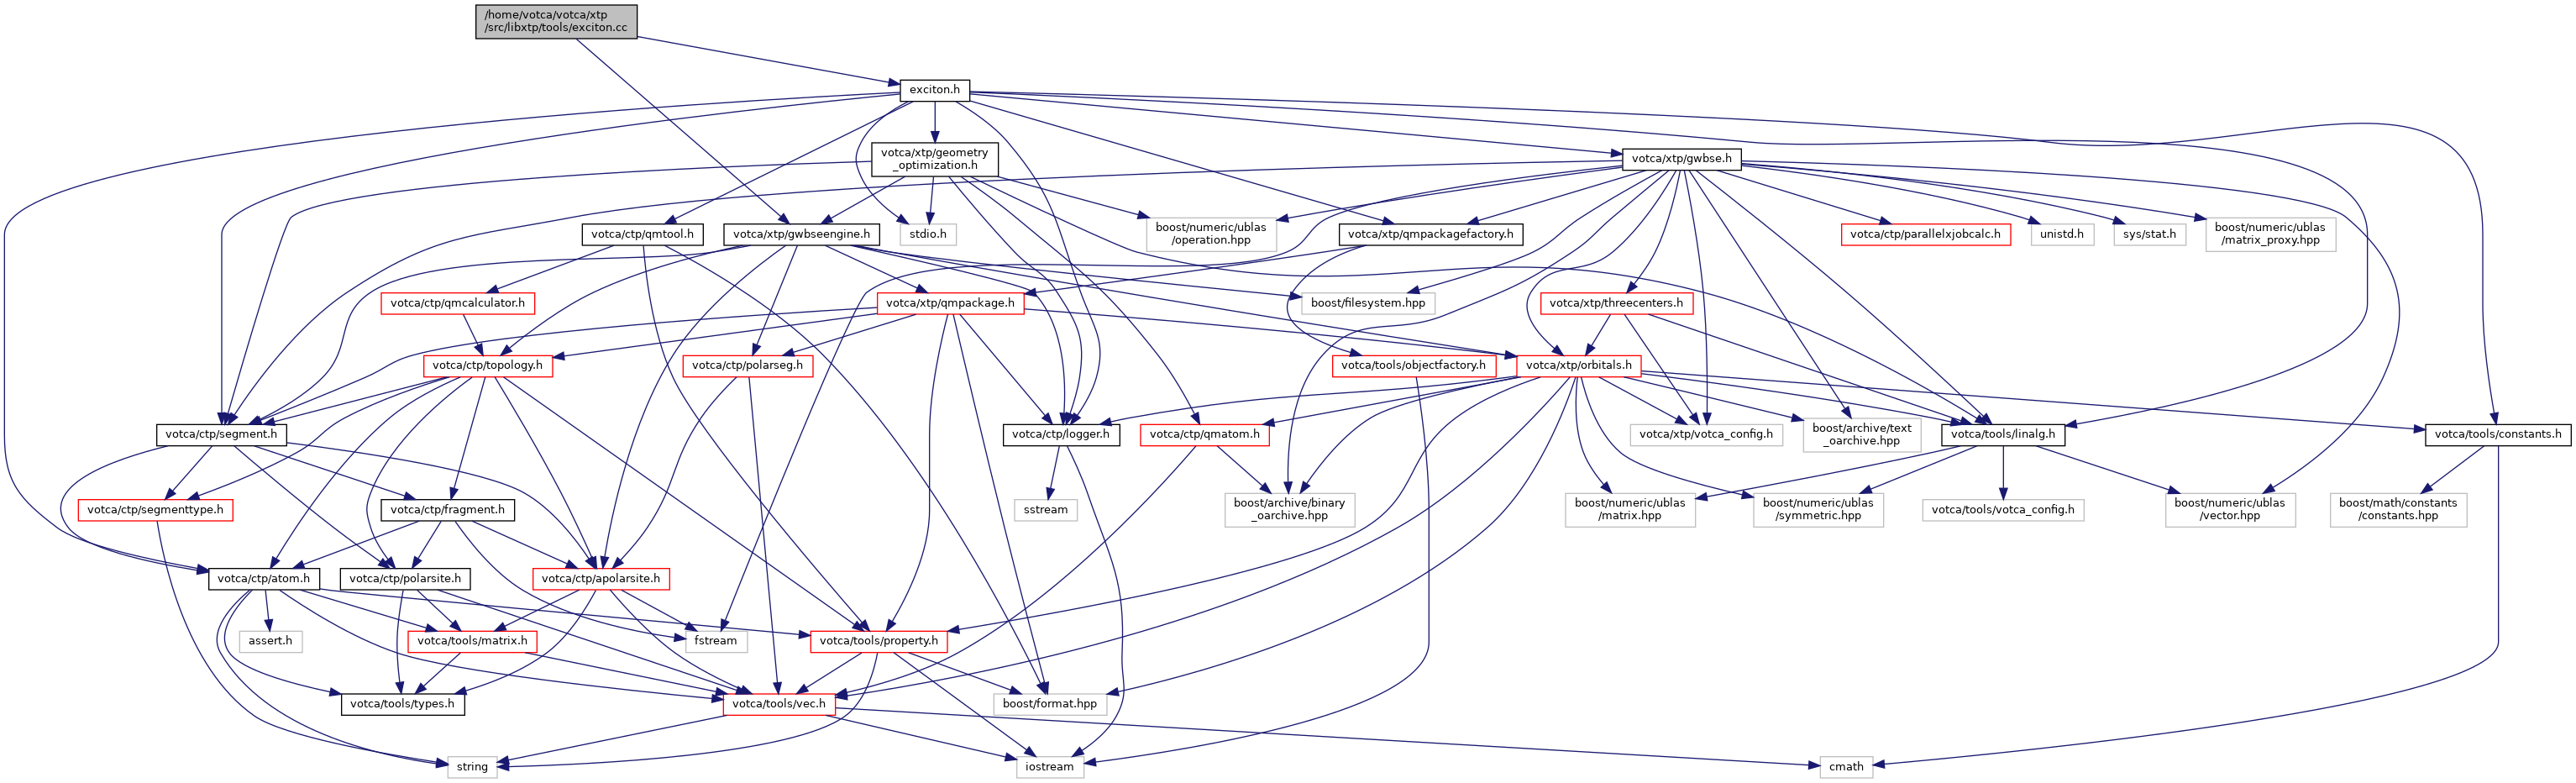 /home/votca/votca/xtp
/src/libxtp/tools/exciton.cc
exciton.h
votca/xtp/geometry
_optimization.h
votca/xtp/gwbse.h
votca/ctp/qmtool.h
votca/xtp/gwbseengine.h
stdio.h
boost/numeric/ublas
/operation.hpp
votca/xtp/qmpackagefactory.h
votca/ctp/parallelxjobcalc.h
unistd.h
sys/stat.h
boost/numeric/ublas
/matrix_proxy.hpp
votca/ctp/qmcalculator.h
votca/xtp/qmpackage.h
boost/filesystem.hpp
votca/xtp/threecenters.h
votca/ctp/topology.h
votca/ctp/polarseg.h
votca/tools/objectfactory.h
votca/xtp/orbitals.h
votca/ctp/segment.h
votca/ctp/logger.h
votca/ctp/qmatom.h
votca/xtp/votca_config.h
boost/archive/text
_oarchive.hpp
votca/tools/linalg.h
votca/tools/constants.h
votca/ctp/segmenttype.h
votca/ctp/fragment.h
sstream
boost/archive/binary
_oarchive.hpp
boost/numeric/ublas
/matrix.hpp
boost/numeric/ublas
/symmetric.hpp
votca/tools/votca_config.h
boost/numeric/ublas
/vector.hpp
boost/math/constants
/constants.hpp
votca/ctp/atom.h
votca/ctp/polarsite.h
votca/ctp/apolarsite.h
assert.h
votca/tools/matrix.h
fstream
votca/tools/property.h
votca/tools/types.h
votca/tools/vec.h
boost/format.hpp
string
iostream
cmath